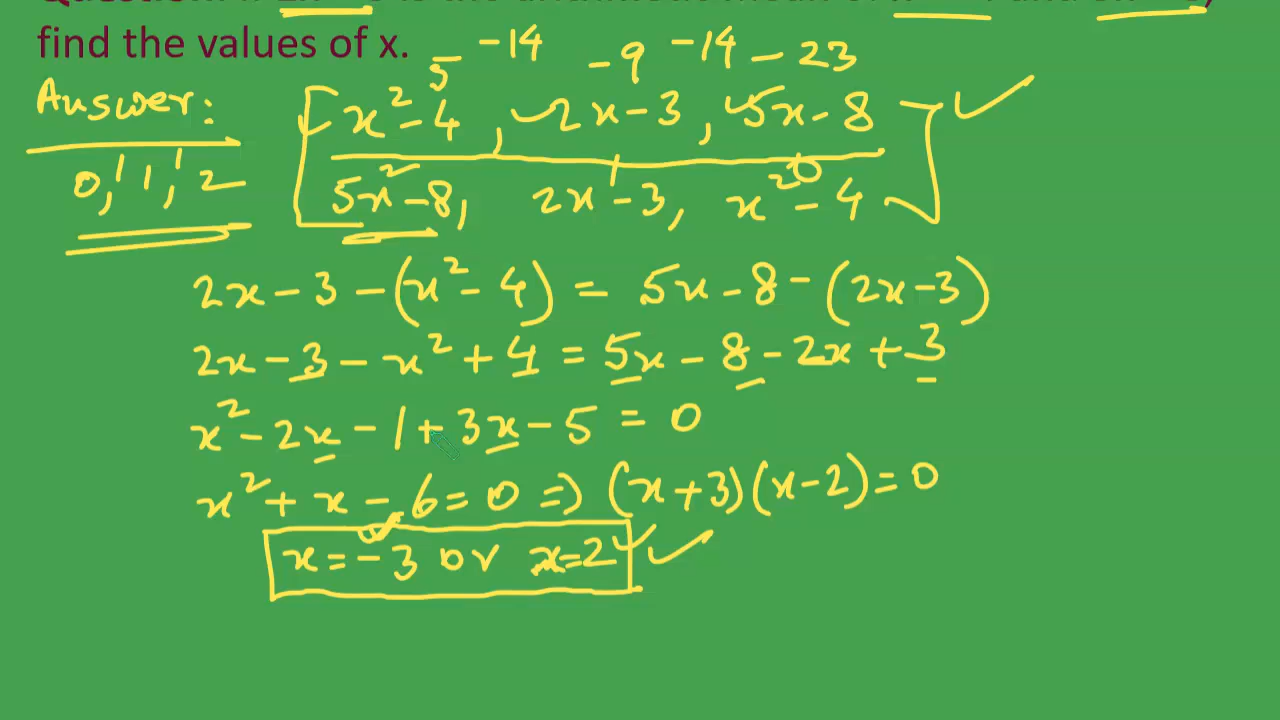 find the values of x.
5 -14 -9 -14 -23
Answer: [x² - 4, 2x - 3, 5x - 8]
0, 1, 2
5x² - 8, 2x - 3, x² - 4
2x - 3 - (x² - 4) = 5x - 8 - (2x - 3)
2x - 3 - x² + 4 = 5x - 8 - 2x + 3
x² - 2x - 1 + 3x - 5 = 0
x² + x - 6 = 0 ⇒ (x + 3)(x - 2) = 0
x = -3 or x = 2